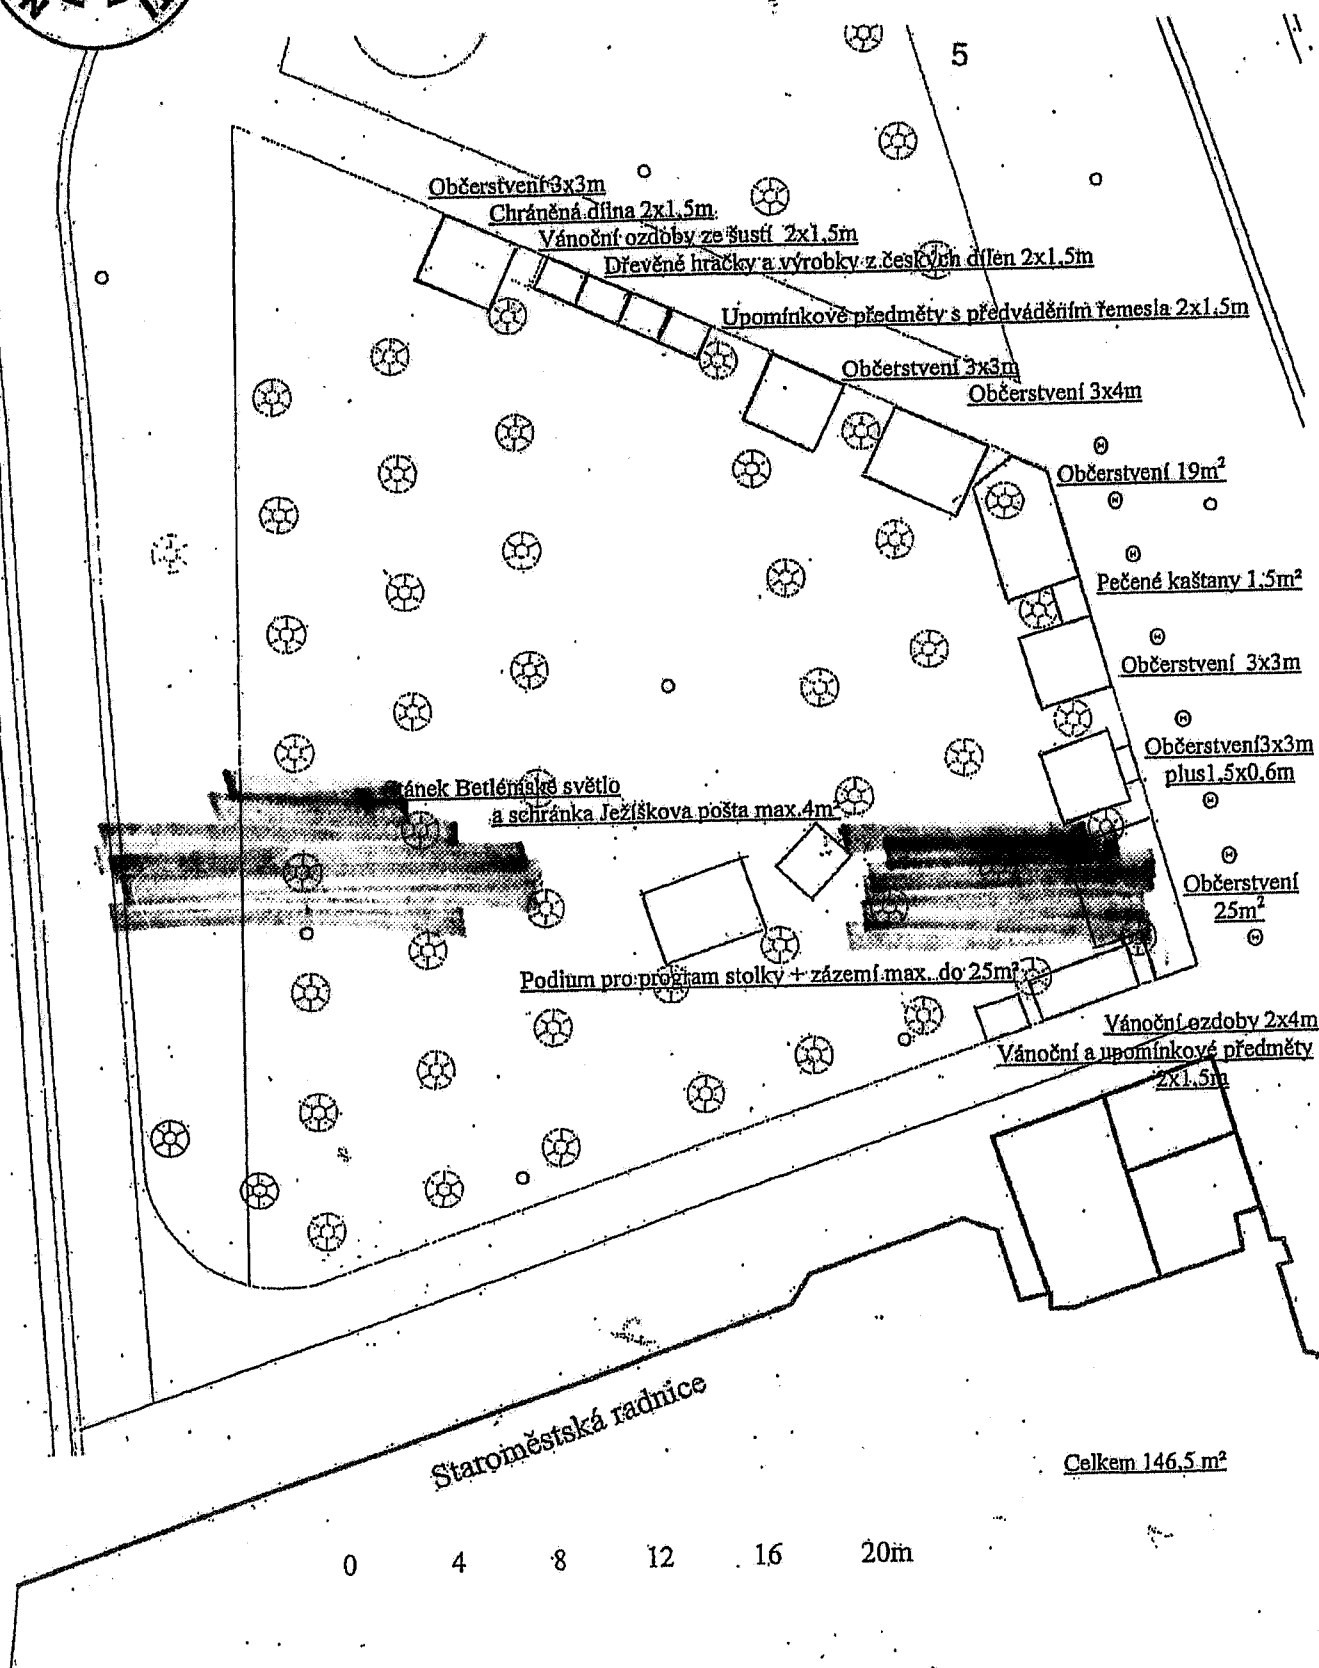 5
Občerstvení 3x3m
Chráněná dílna 2x1,5m
Vánoční ozdoby ze šustí 2x1,5m
Dřevěné hračky a výrobky z českých dílen 2x1,5m
Upomínkové předměty s předváděním řemesla 2x1,5m
Občerstvení 3x3m
Občerstvení 3x4m
Občerstvení 19m²
Pečené kaštany 1,5m²
Občerstvení 3x3m
Občerstvení3x3m
plus1,5x0,6m
Stánek Betlémské světlo
a schránka Ježíškova pošta max.4m²
Občerstvení
25m²
Podium pro program stolky + zázemí max. do 25m²
Vánoční ozdoby 2x4m
Vánoční a upomínkové předměty
2x1,5m
Staroměstská radnice
Celkem 146,5 m²
0 4 8 12 16 20m